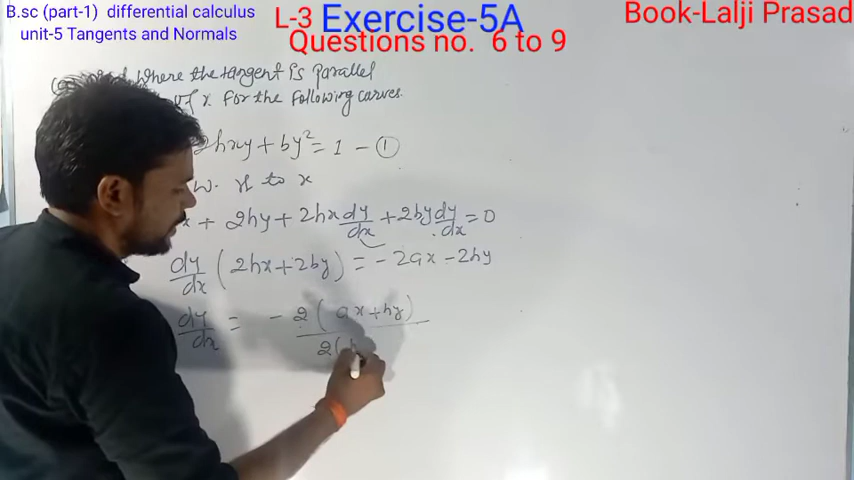 B.sc (part-1) differential calculus
unit-5 Tangents and Normals
L-3 Exercise-5A
Questions no. 6 to 9
Book-Lalji Prasad
where the tangent is parallel
of x for the following curves.
2hxy + by² = 1 - ①
w. r to x
x + 2hy + 2hx dy/dx + 2by dy/dx = 0
dy/dx (2hx+2by) = -2ax -2hy
dy/dx = -2(ax+hy)
2(h